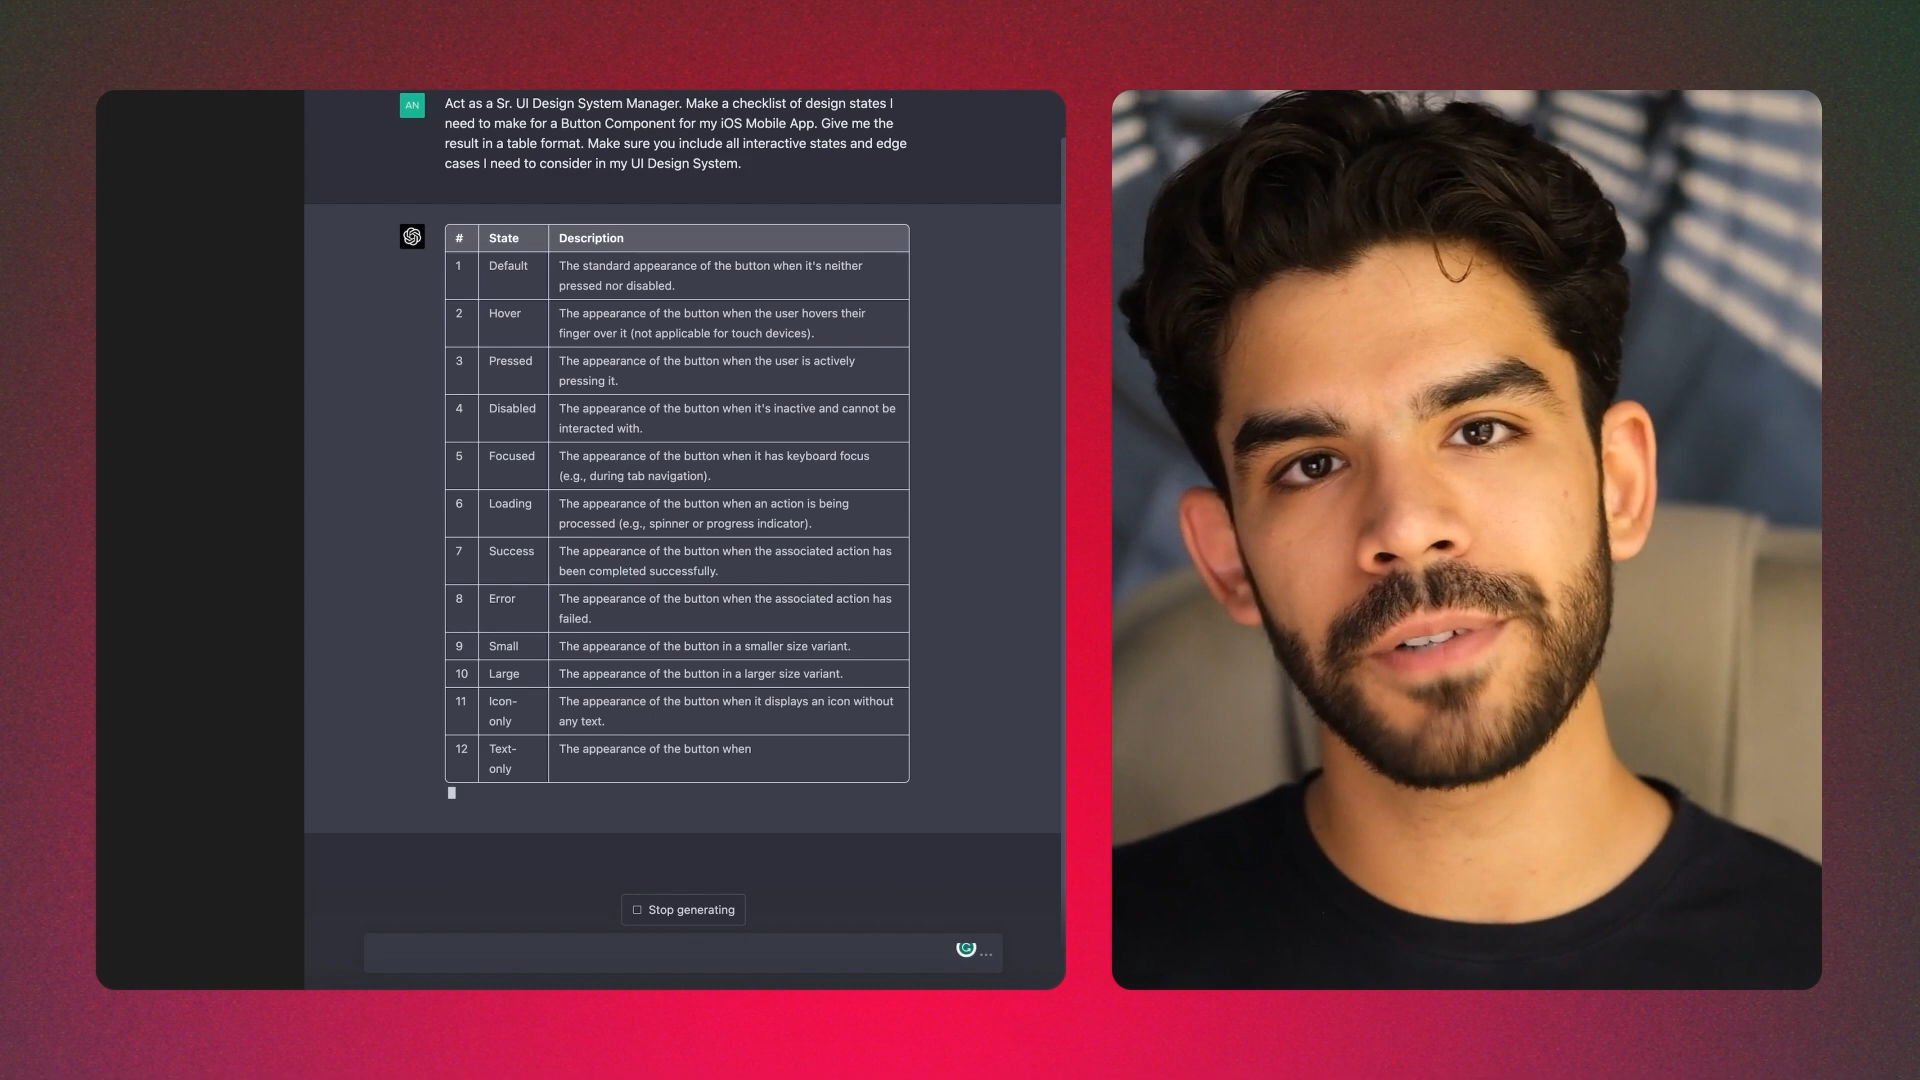 AN
Act as a Sr. UI Design System Manager. Make a checklist of design states I
need to make for a Button Component for my iOS Mobile App. Give me the
result in a table format. Make sure you include all interactive states and edge
cases I need to consider in my UI Design System.
# State Description
1 Default The standard appearance of the button when it's neither
pressed nor disabled.
2 Hover The appearance of the button when the user hovers their
finger over it (not applicable for touch devices).
3 Pressed The appearance of the button when the user is actively
pressing it.
4 Disabled The appearance of the button when it's inactive and cannot be
interacted with.
5 Focused The appearance of the button when it has keyboard focus
(e.g., during tab navigation).
6 Loading The appearance of the button when an action is being
processed (e.g., spinner or progress indicator).
7 Success The appearance of the button when the associated action has
been completed successfully.
8 Error The appearance of the button when the associated action has
failed.
9 Small The appearance of the button in a smaller size variant.
10 Large The appearance of the button in a larger size variant.
11 Icon- The appearance of the button when it displays an icon without
only any text.
12 Text- The appearance of the button when
only
Stop generating
...